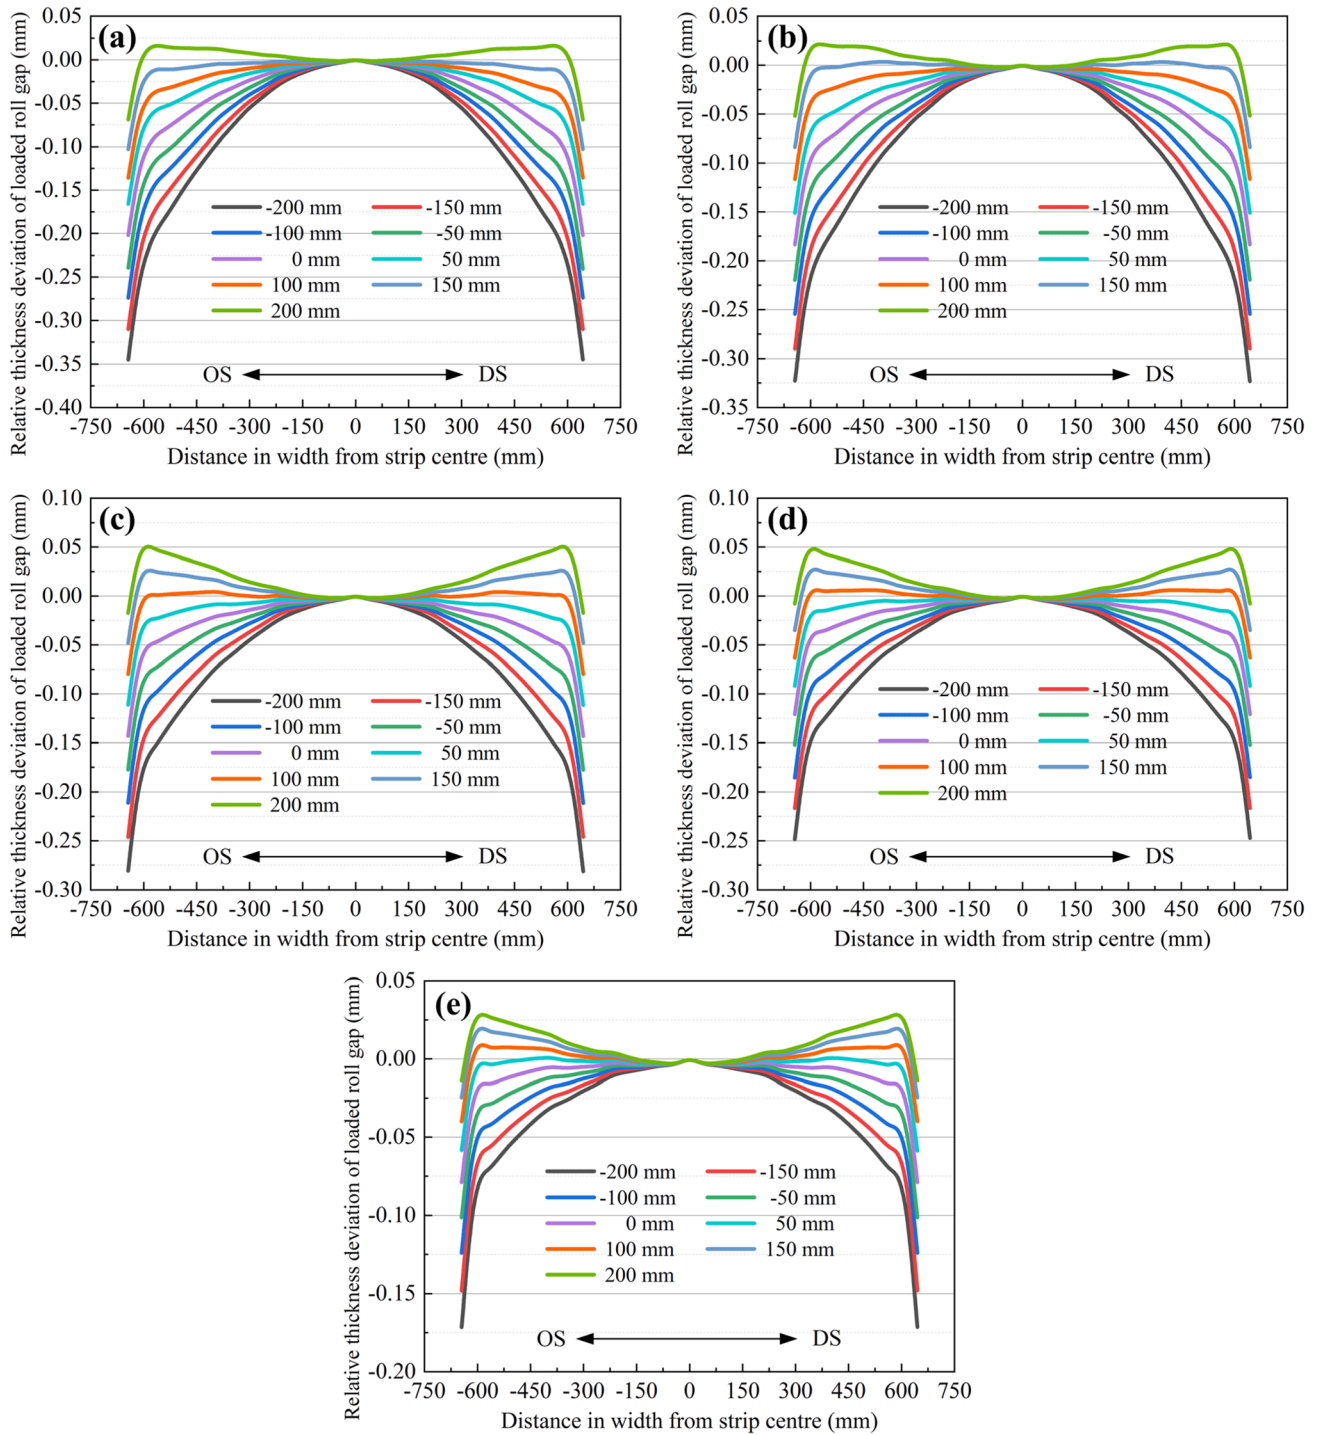 (a)
Relative thickness deviation of loaded roll gap (mm)
0.05
0.00
-0.05
-0.10
-0.15
-0.20
-0.25
-0.30
-0.35
-0.40
-200 mm -150 mm
-100 mm -50 mm
0 mm 50 mm
100 mm 150 mm
200 mm
OS DS
-750 -600 -450 -300 -150 0 150 300 450 600 750
Distance in width from strip centre (mm)
(b)
Relative thickness deviation of loaded roll gap (mm)
0.05
0.00
-0.05
-0.10
-0.15
-0.20
-0.25
-0.30
-0.35
-200 mm -150 mm
-100 mm -50 mm
0 mm 50 mm
100 mm 150 mm
200 mm
OS DS
-750 -600 -450 -300 -150 0 150 300 450 600 750
Distance in width from strip centre (mm)
(c)
Relative thickness deviation of loaded roll gap (mm)
0.10
0.05
0.00
-0.05
-0.10
-0.15
-0.20
-0.25
-0.30
-200 mm -150 mm
-100 mm -50 mm
0 mm 50 mm
100 mm 150 mm
200 mm
OS DS
-750 -600 -450 -300 -150 0 150 300 450 600 750
Distance in width from strip centre (mm)
(d)
Relative thickness deviation of loaded roll gap (mm)
0.10
0.05
0.00
-0.05
-0.10
-0.15
-0.20
-0.25
-0.30
-200 mm -150 mm
-100 mm -50 mm
0 mm 50 mm
100 mm 150 mm
200 mm
OS DS
-750 -600 -450 -300 -150 0 150 300 450 600 750
Distance in width from strip centre (mm)
(e)
Relative thickness deviation of loaded roll gap (mm)
0.05
0.00
-0.05
-0.10
-0.15
-0.20
-200 mm -150 mm
-100 mm -50 mm
0 mm 50 mm
100 mm 150 mm
200 mm
OS DS
-750 -600 -450 -300 -150 0 150 300 450 600 750
Distance in width from strip centre (mm)